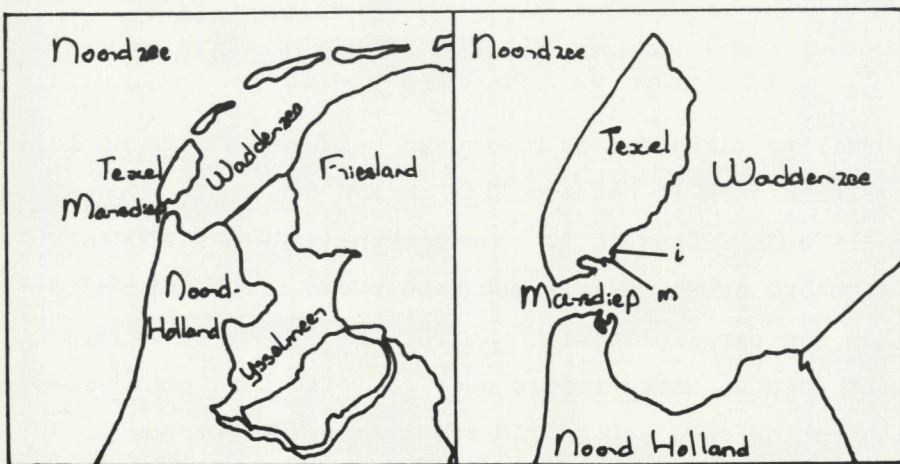 Noordzee
Waddenzee
Texel
Marsdiep
Friesland
Noord-
Holland
Ysselmeer
Noordzee
Texel
Waddenzee
i
m
Marsdiep
Noord Holland